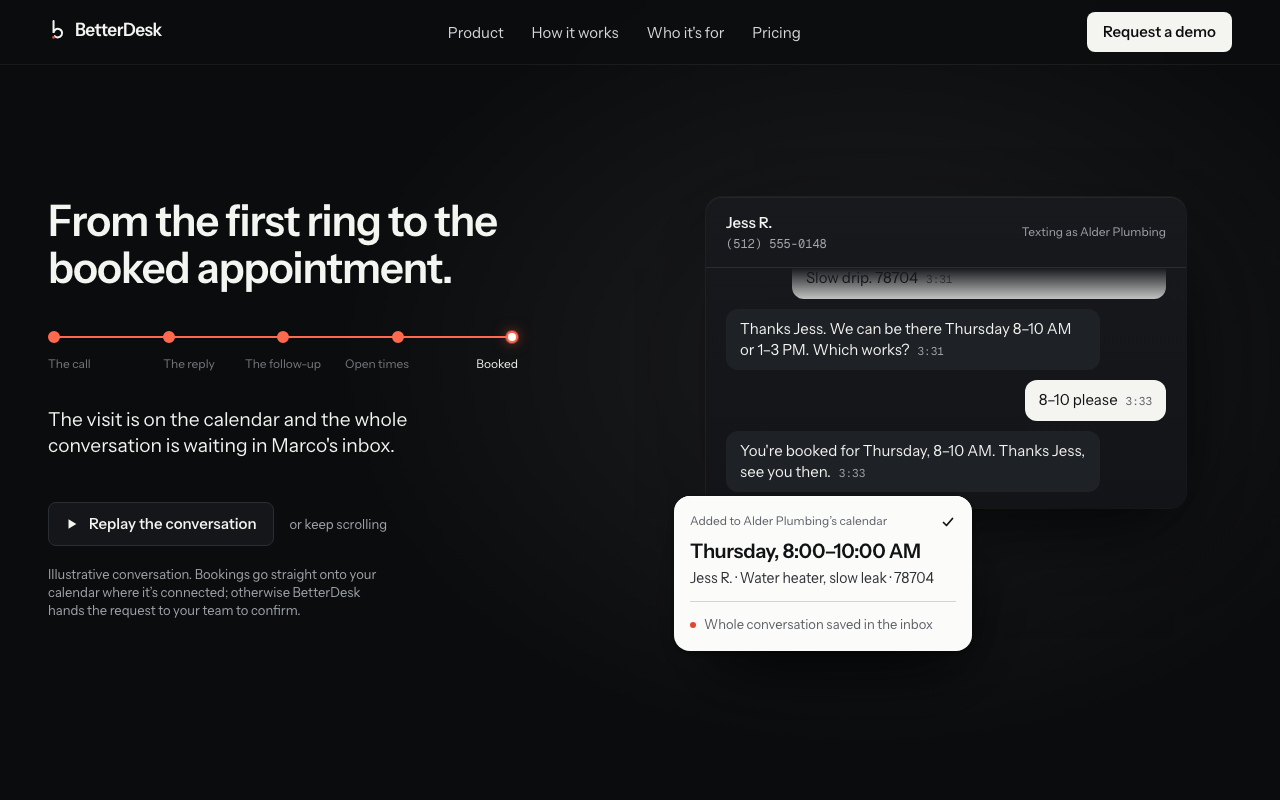 BetterDesk
Product
How it works
Who it's for
Pricing
Request a demo
From the first ring to the
booked appointment.
The call
The reply
The follow-up
Open times
Booked
The visit is on the calendar and the whole
conversation is waiting in Marco's inbox.
Replay the conversation
or keep scrolling
Illustrative conversation. Bookings go straight onto your
calendar where it's connected; otherwise BetterDesk
hands the request to your team to confirm.
Jess R.
(512) 555-0148
Texting as Alder Plumbing
Slow drip. 78704 3:31
Thanks Jess. We can be there Thursday 8–10 AM
or 1–3 PM. Which works? 3:31
8–10 please 3:33
You're booked for Thursday, 8–10 AM. Thanks Jess,
see you then. 3:33
Added to Alder Plumbing's calendar
Thursday, 8:00–10:00 AM
Jess R. · Water heater, slow leak · 78704
Whole conversation saved in the inbox